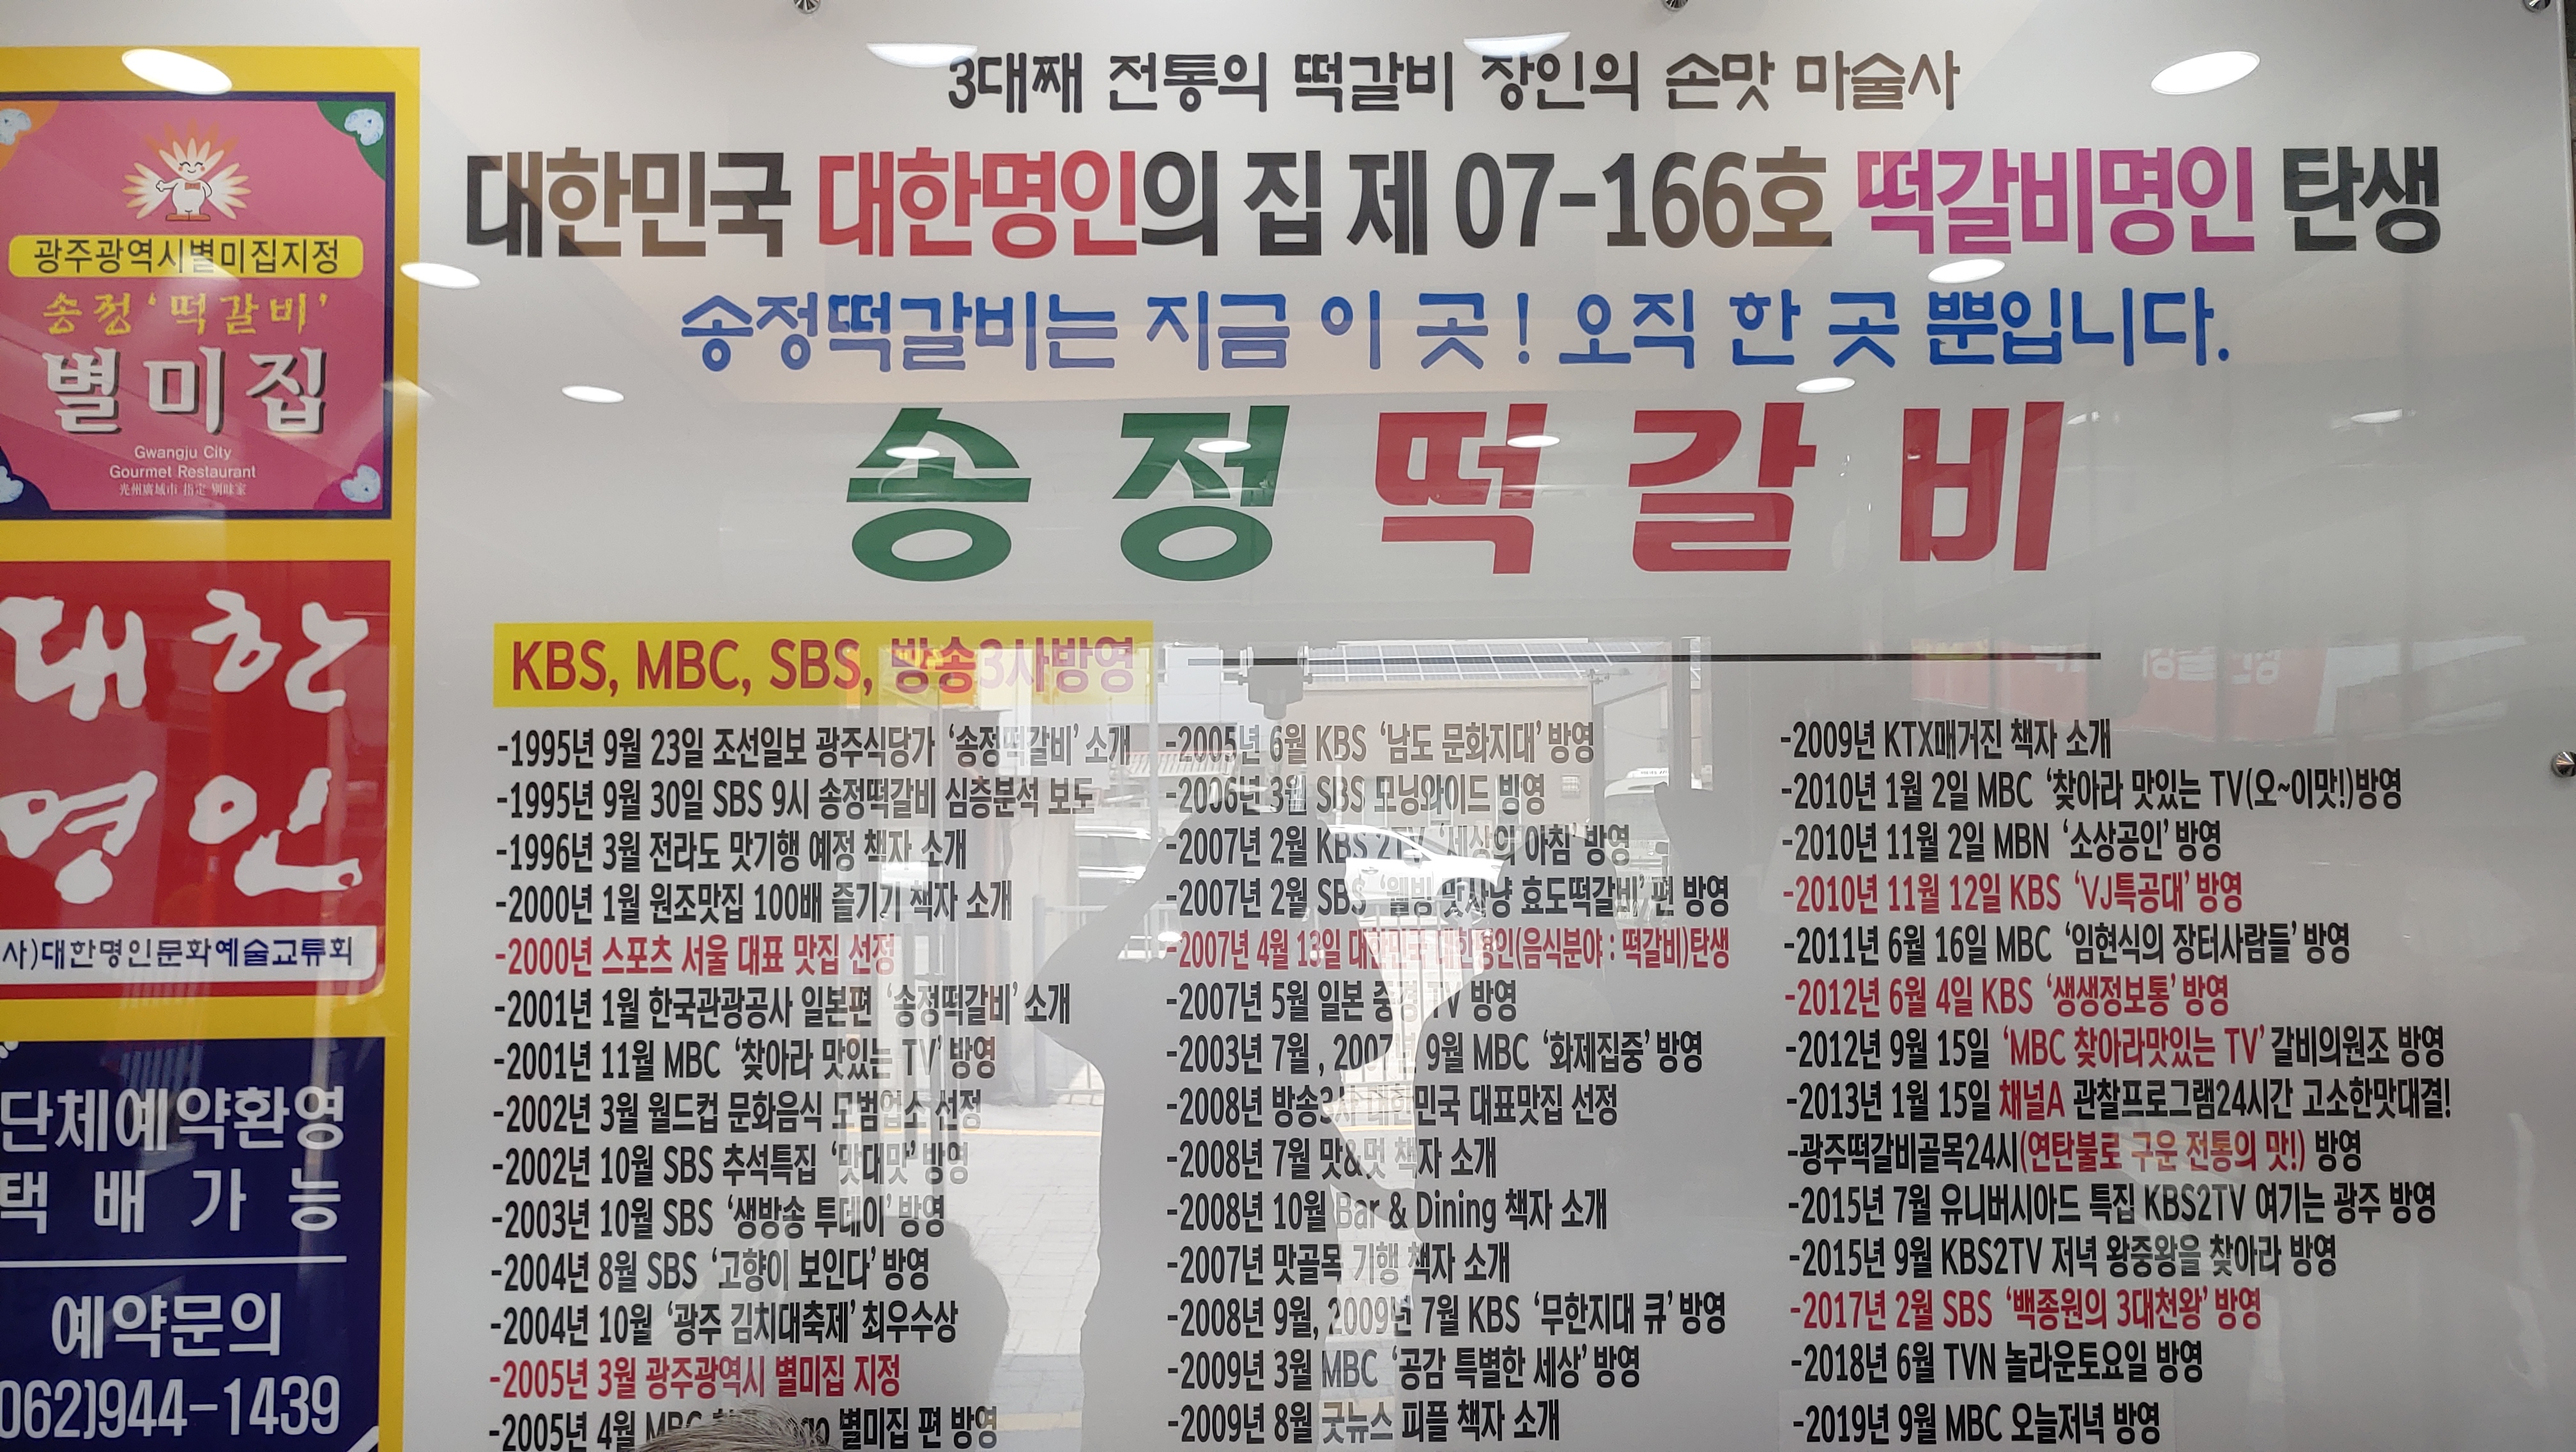 광주광역시별미집지정
송정 '떡갈비'
별미집
Gwangju City
Gourmet Restaurant
光州廣域市 指定 別味家
대한
명인
사)대한명인문화예술교류회
단체예약환영
택배가능
예약문의
062)944-1439
3대째 전통의 떡갈비 장인의 손맛 마술사
대한민국 대한명인의 집 제 07-166호 떡갈비명인 탄생
송정떡갈비는 지금 이 곳! 오직 한 곳 뿐입니다.
송정떡갈비
KBS, MBC, SBS, 방송3사방영
-1995년 9월 23일 조선일보 광주식당가 '송정떡갈비' 소개
-1995년 9월 30일 SBS 9시 송정떡갈비 심층분석 보도
-1996년 3월 전라도 맛기행 예정 책자 소개
-2000년 1월 원조맛집 100배 즐기기 책자 소개
-2000년 스포츠 서울 대표 맛집 선정
-2001년 1월 한국관광공사 일본편 '송정떡갈비' 소개
-2001년 11월 MBC '찾아라 맛있는 TV' 방영
-2002년 3월 월드컵 문화음식 모범업소 선정
-2002년 10월 SBS 추석특집 '맛대맛' 방영
-2003년 10월 SBS '생방송 투데이' 방영
-2004년 8월 SBS '고향이 보인다' 방영
-2004년 10월 '광주 김치대축제' 최우수상
-2005년 3월 광주광역시 별미집 지정
-2005년 4월 MBC 별미집 편 방영
-2005년 6월 KBS '남도 문화지대' 방영
-2006년 3월 SBS 모닝와이드 방영
-2007년 2월 KBS 2TV '세상의 아침' 방영
-2007년 2월 SBS '웰빙 맛사냥 효도떡갈비' 편 방영
-2007년 4월 13일 대한민국 대한명인(음식분야 : 떡갈비)탄생
-2007년 5월 일본 중경 TV 방영
-2003년 7월 , 2007년 9월 MBC '화제집중' 방영
-2008년 방송3사 대한민국 대표맛집 선정
-2008년 7월 맛&멋 책자 소개
-2008년 10월 Bar & Dining 책자 소개
-2007년 맛골목 기행 책자 소개
-2008년 9월, 2009년 7월 KBS '무한지대 큐' 방영
-2009년 3월 MBC '공감 특별한 세상' 방영
-2009년 8월 굿뉴스 피플 책자 소개
-2009년 KTX매거진 책자 소개
-2010년 1월 2일 MBC '찾아라 맛있는 TV(오~이맛!)방영
-2010년 11월 2일 MBN '소상공인' 방영
-2010년 11월 12일 KBS 'VJ특공대' 방영
-2011년 6월 16일 MBC '임현식의 장터사람들' 방영
-2012년 6월 4일 KBS '생생정보통' 방영
-2012년 9월 15일 'MBC 찾아라맛있는 TV' 갈비의원조 방영
-2013년 1월 15일 채널A 관찰프로그램24시간 고소한맛대결!
-광주떡갈비골목24시(연탄불로 구운 전통의 맛!) 방영
-2015년 7월 유니버시아드 특집 KBS2TV 여기는 광주 방영
-2015년 9월 KBS2TV 저녁 왕중왕을 찾아라 방영
-2017년 2월 SBS '백종원의 3대천왕' 방영
-2018년 6월 TVN 놀라운토요일 방영
-2019년 9월 MBC 오늘저녁 방영